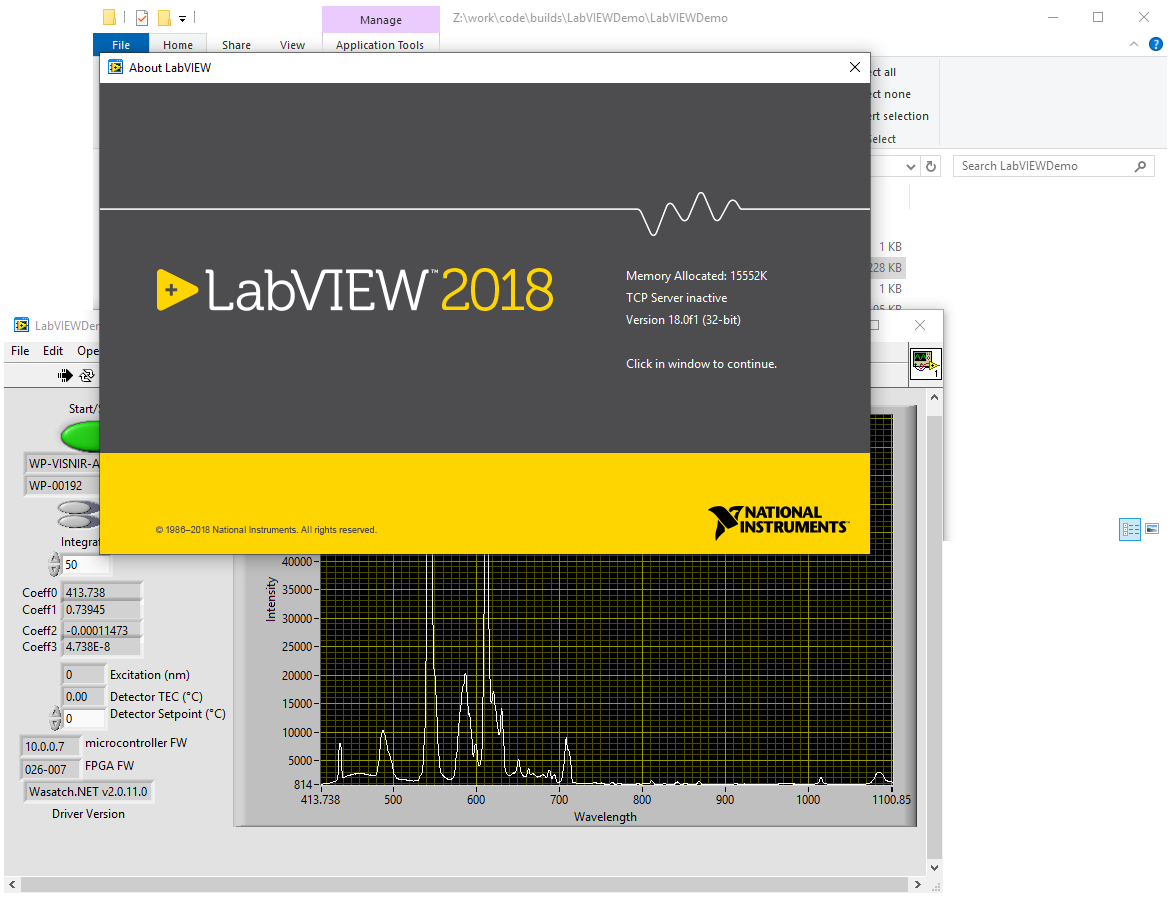 Manage
Z:\work\code\builds\LabVIEWDemo\LabVIEWDemo
File
Home
Share
View
Application Tools
?
About LabVIEW
ct all
ct none
rt selection
elect
Search LabVIEWDemo
1 KB
228 KB
1 KB
LabVIEW™ 2018
Memory Allocated: 15552K
TCP Server inactive
Version 18.0f1 (32-bit)
Click in window to continue.
© 1986–2018 National Instruments. All rights reserved.
NATIONAL
INSTRUMENTS™
LabVIEWDe
File Edit Ope
1
Start/
WP-VISNIR-A
WP-00192
Integrat
50
Coeff0 413.738
Coeff1 0.73945
Coeff2 -0.00011473
Coeff3 4.738E-8
0 Excitation (nm)
0.00 Detector TEC (°C)
0 Detector Setpoint (°C)
10.0.0.7 microcontroller FW
026-007 FPGA FW
Wasatch.NET v2.0.11.0
Driver Version
Intensity
40000
35000
30000
25000
20000
15000
10000
5000
814
413.738 500 600 700 800 900 1000 1100.85
Wavelength